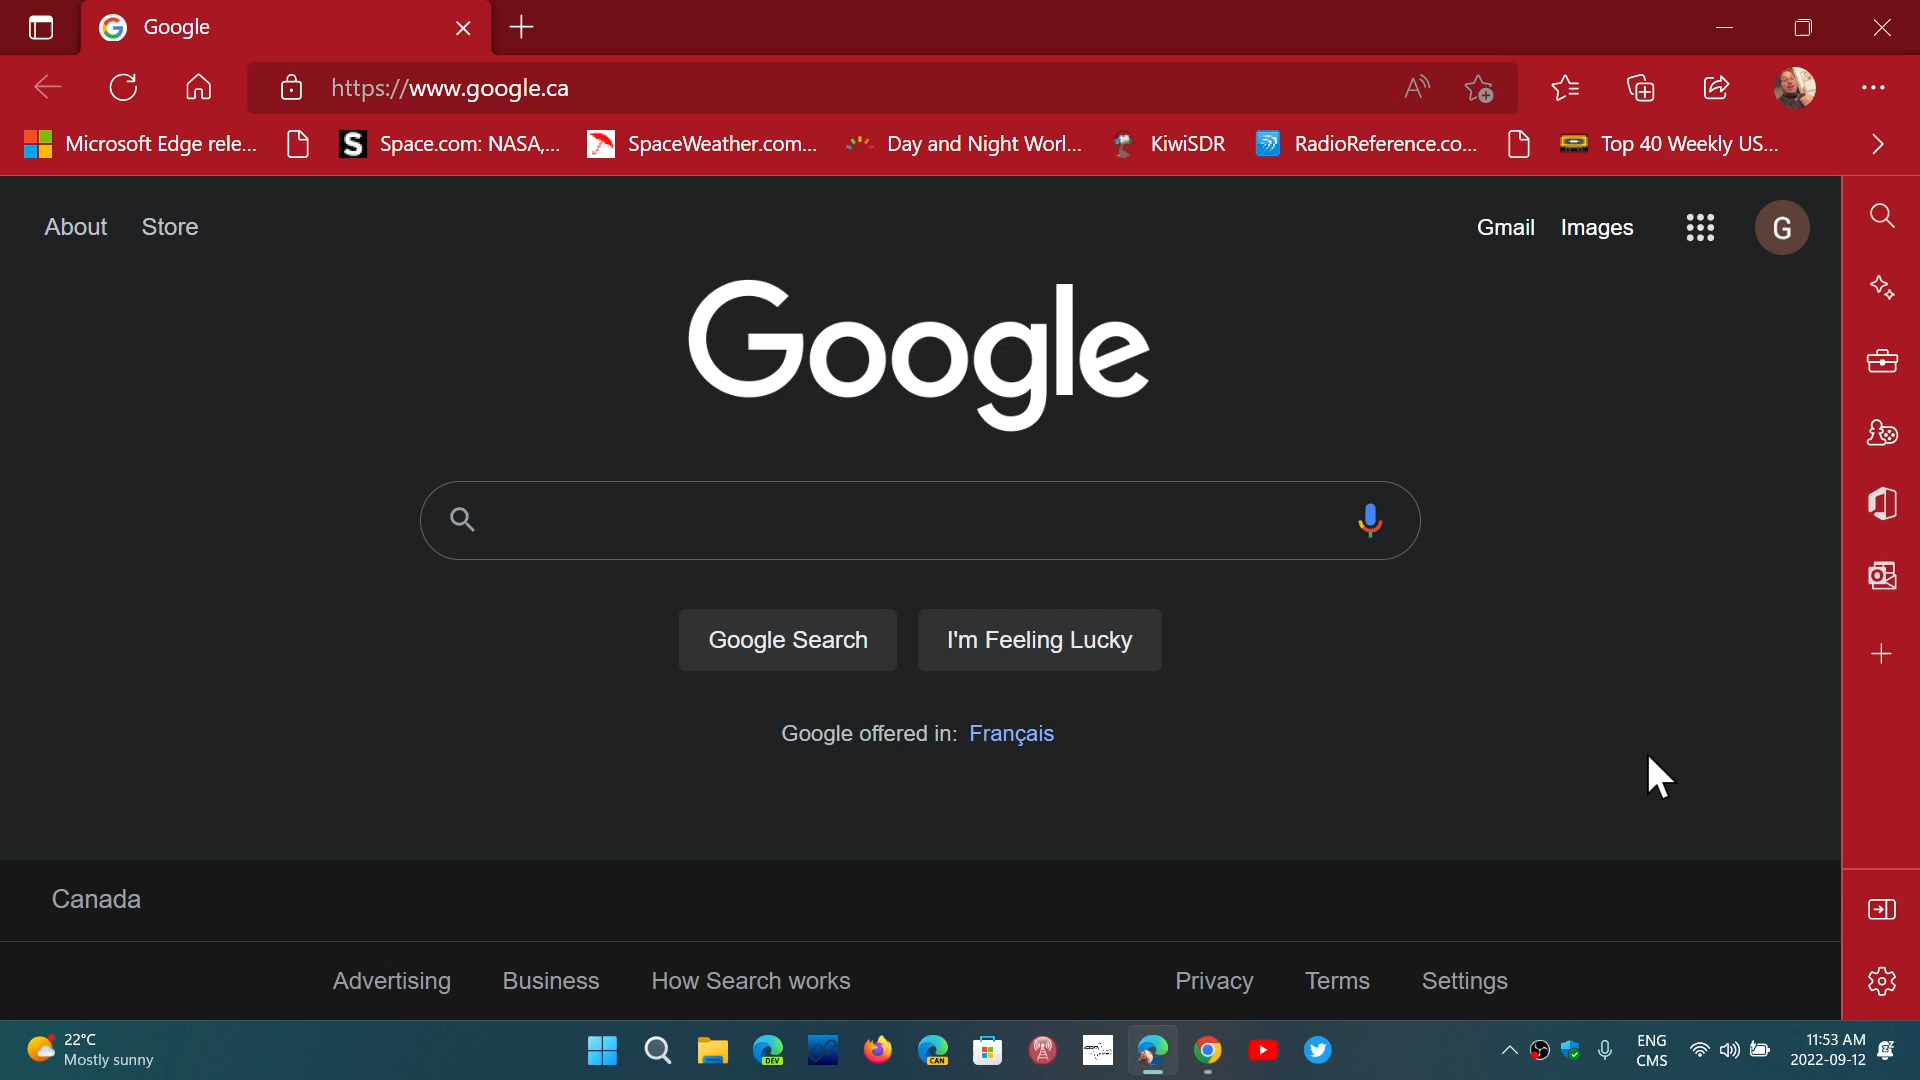 Google
https://www.google.ca
Microsoft Edge rele...
Space.com: NASA,...
SpaceWeather.com...
Day and Night Worl...
KiwiSDR
RadioReference.co...
Top 40 Weekly US...
About
Store
Gmail
Images
G
Google
Google Search
I'm Feeling Lucky
Google offered in: Français
Canada
Advertising
Business
How Search works
Privacy
Terms
Settings
22°C
Mostly sunny
DEV
CAN
ENG
CMS
11:53 AM
2022-09-12